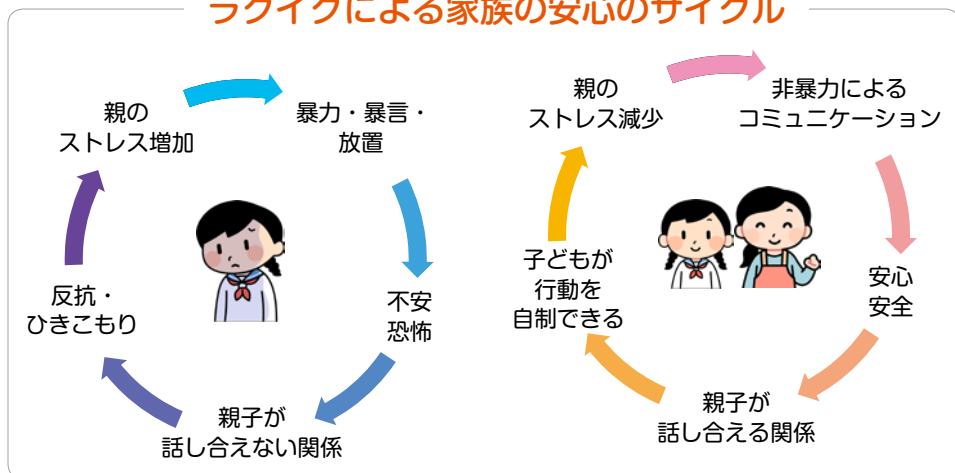 ラクイクによる家族の安心のサイクル
親の
ストレス増加
暴力・暴言・
放置
不安
恐怖
親子が
話し合えない関係
反抗・
ひきこもり
親の
ストレス減少
非暴力による
コミュニケーション
安心
安全
親子が
話し合える関係
子どもが
行動を
自制できる